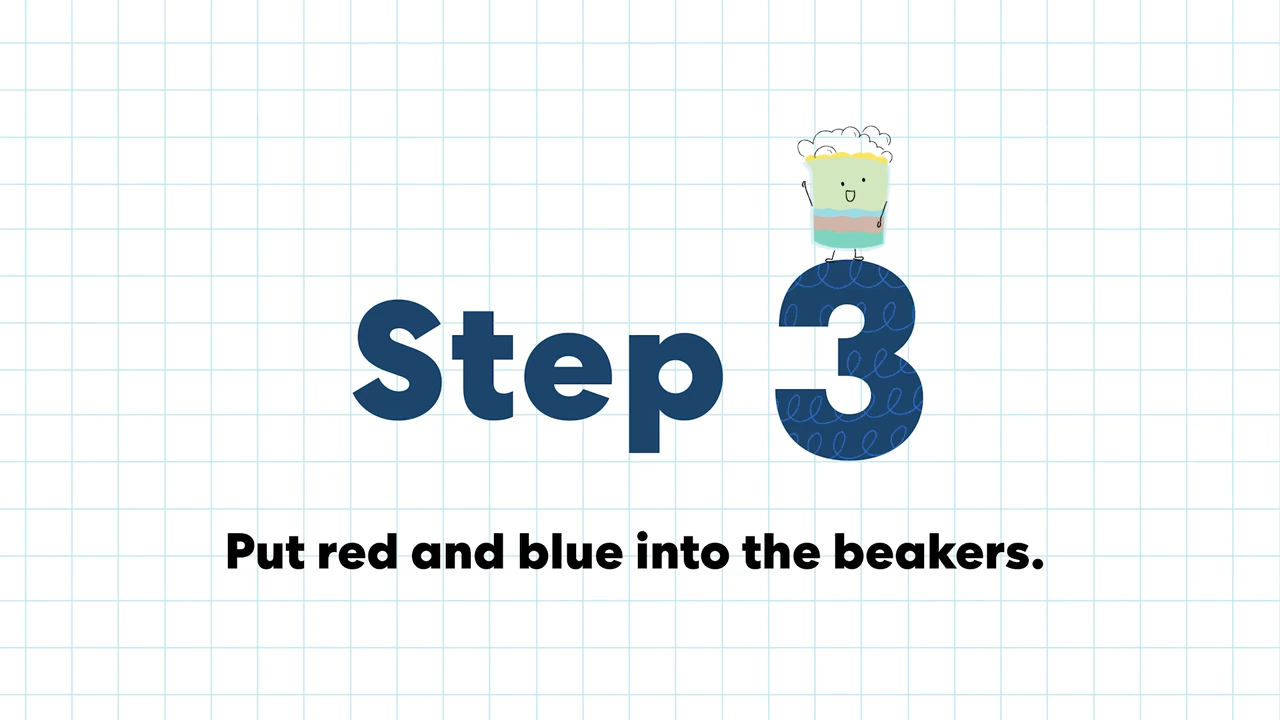 Step 3
Put red and blue into the beakers.